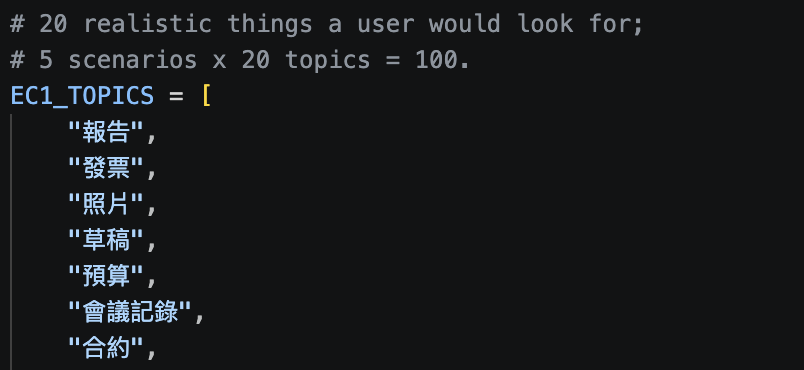 # 20 realistic things a user would look for;
# 5 scenarios x 20 topics = 100.
EC1_TOPICS = [
    "報告",
    "發票",
    "照片",
    "草稿",
    "預算",
    "會議記錄",
    "合約",